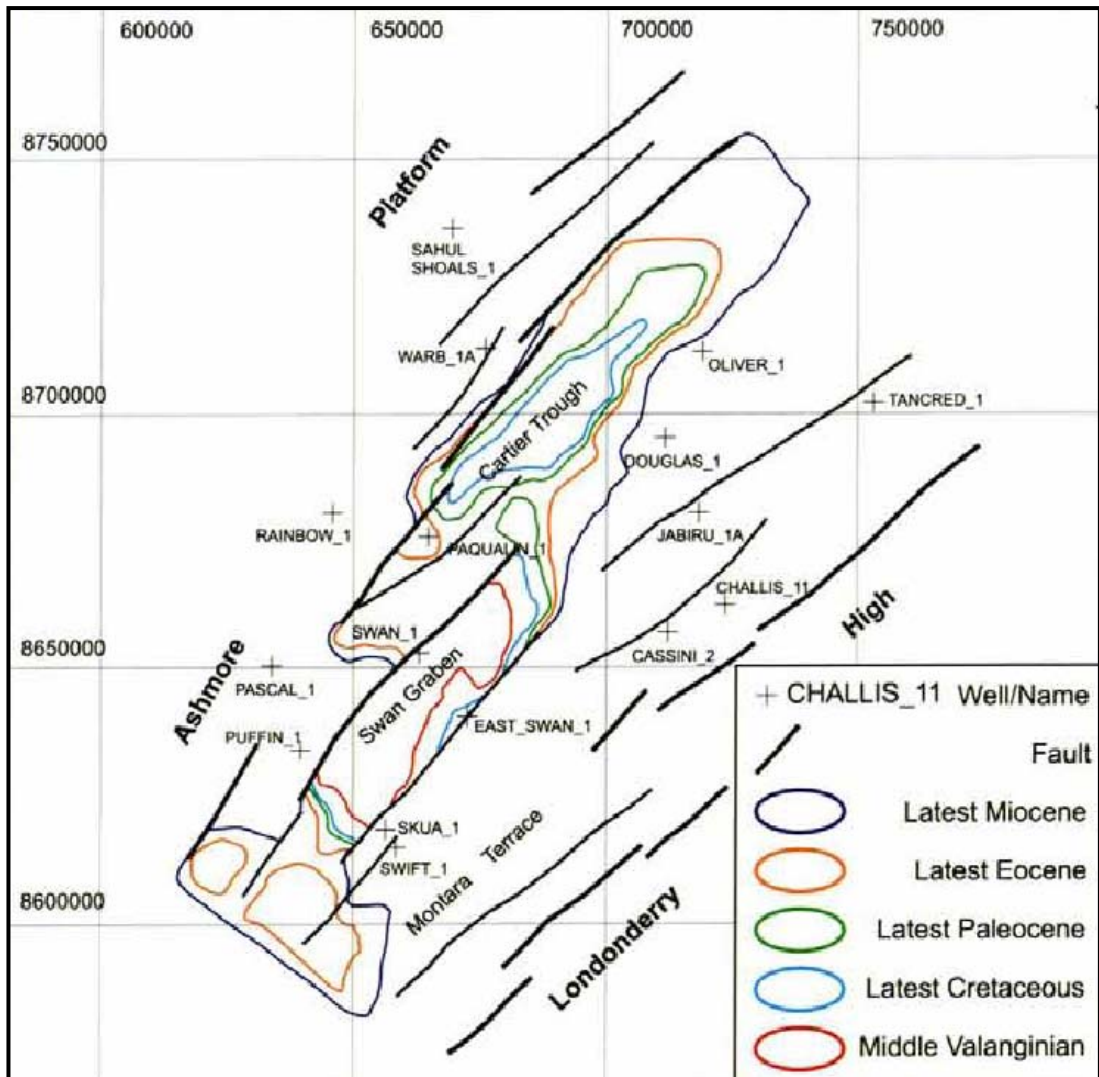 600000
650000
700000
750000
8750000
Platform
SAHUL
SHOALS_1
WARB_1A
OLIVER_1
8700000
TANCRED_1
Cartier Trough
DOUGLAS_1
RAINBOW_1
PAQUALIN_1
JABIRU_1A
CHALLIS_11
High
SWAN_1
8650000
CASSINI_2
PASCAL_1
Ashmore
Swan Graben
EAST_SWAN_1
PUFFIN_1
SKUA_1
SWIFT_1
Montara Terrace
8600000
Londonderry
CHALLIS_11 Well/Name
Fault
Latest Miocene
Latest Eocene
Latest Paleocene
Latest Cretaceous
Middle Valanginian